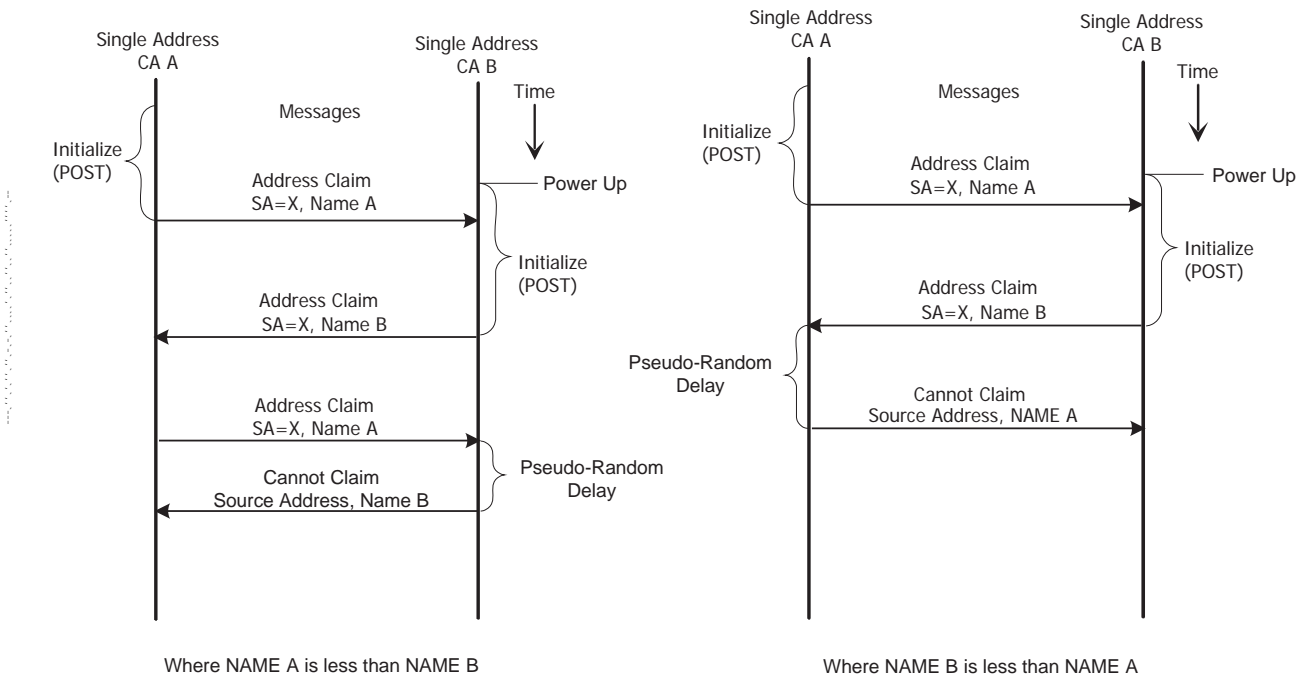 Single Address
CA A
Single Address
CA B
Time
Messages
Initialize
(POST)
Address Claim
SA=X, Name A
Power Up
Initialize
(POST)
Address Claim
SA=X, Name B
Address Claim
SA=X, Name A
Cannot Claim
Source Address, Name B
Pseudo-Random
Delay
Where NAME A is less than NAME B
Single Address
CA A
Single Address
CA B
Time
Messages
Initialize
(POST)
Address Claim
SA=X, Name A
Power Up
Initialize
(POST)
Address Claim
SA=X, Name B
Pseudo-Random
Delay
Cannot Claim
Source Address, NAME A
Where NAME B is less than NAME A